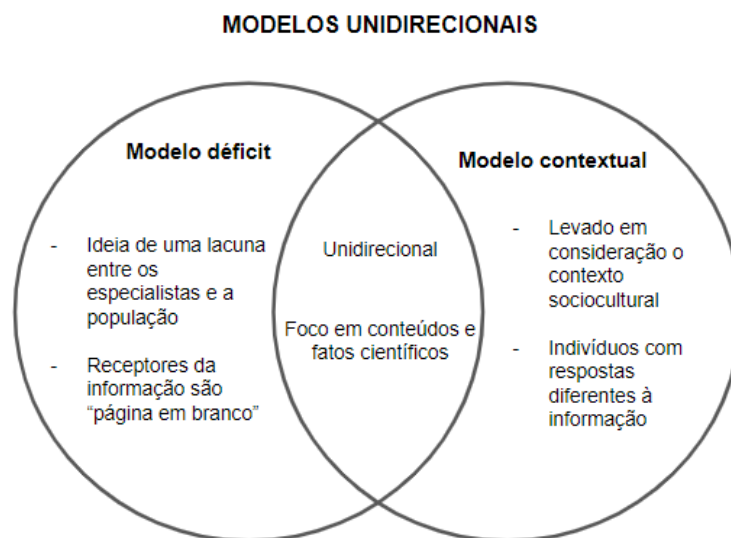 MODELOS UNIDIRECIONAIS
Modelo déficit
- Ideia de uma lacuna
entre os
especialistas e a
população
- Receptores da
informação são
“página em branco”
Unidirecional
Foco em conteúdos e
fatos científicos
Modelo contextual
- Levado em
consideração o
contexto
sociocultural
- Indivíduos com
respostas
diferentes à
informação